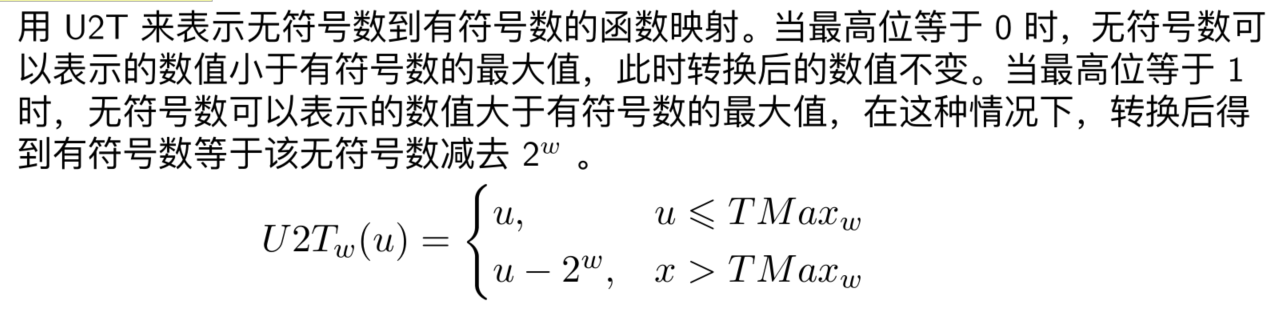 用 U2T 来表示无符号数到有符号数的函数映射。当最高位等于 0 时，无符号数可
以表示的数值小于有符号数的最大值，此时转换后的数值不变。当最高位等于 1
时，无符号数可以表示的数值大于有符号数的最大值，在这种情况下，转换后得
到有符号数等于该无符号数减去 2^w 。
U2T_w(u) = { u, u ⩽ TMax_w
u − 2^w, x > TMax_w